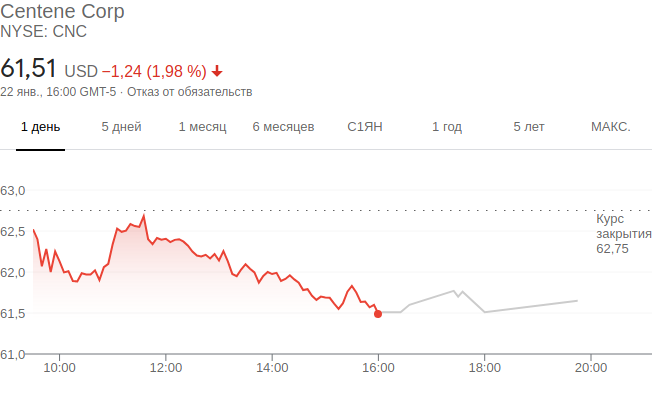 Centene Corp
NYSE: CNC
61,51 USD −1,24 (1,98 %)
22 янв., 16:00 GMT-5 · Отказ от обязательств
1 день 5 дней 1 месяц 6 месяцев С1ЯН 1 год 5 лет МАКС.
63,0
Курс
закрытия
62,75
62,5
62,0
61,5
61,0
10:00 12:00 14:00 16:00 18:00 20:00